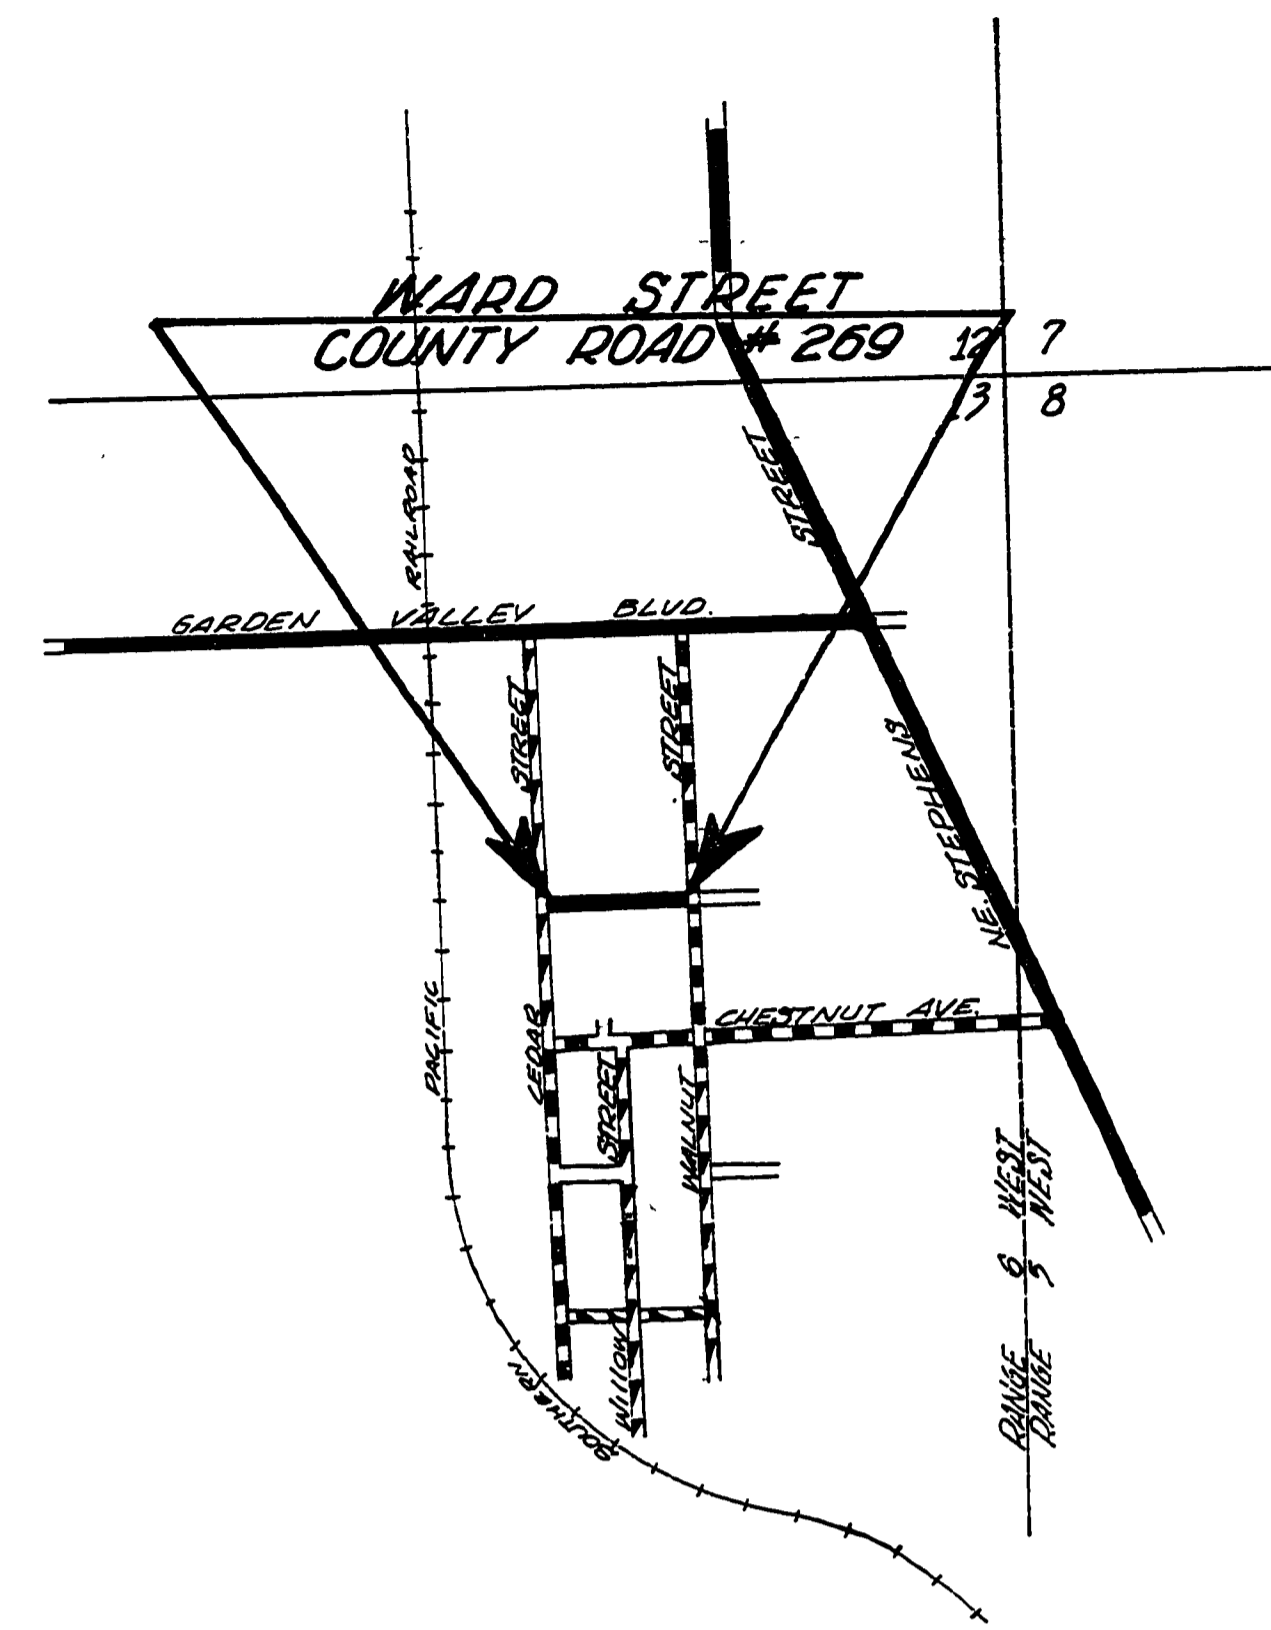 WARD STREET
COUNTY ROAD # 269
12 7
13 8
STREET
RAILROAD
GARDEN VALLEY BLVD.
STREET
STREET
NE. STEPHENS
PACIFIC
CEDAR
CHESTNUT AVE.
STREET
WALNUT
RANGE 6 WEST
RANGE 5 WEST
WILLOW
SOUTHERN